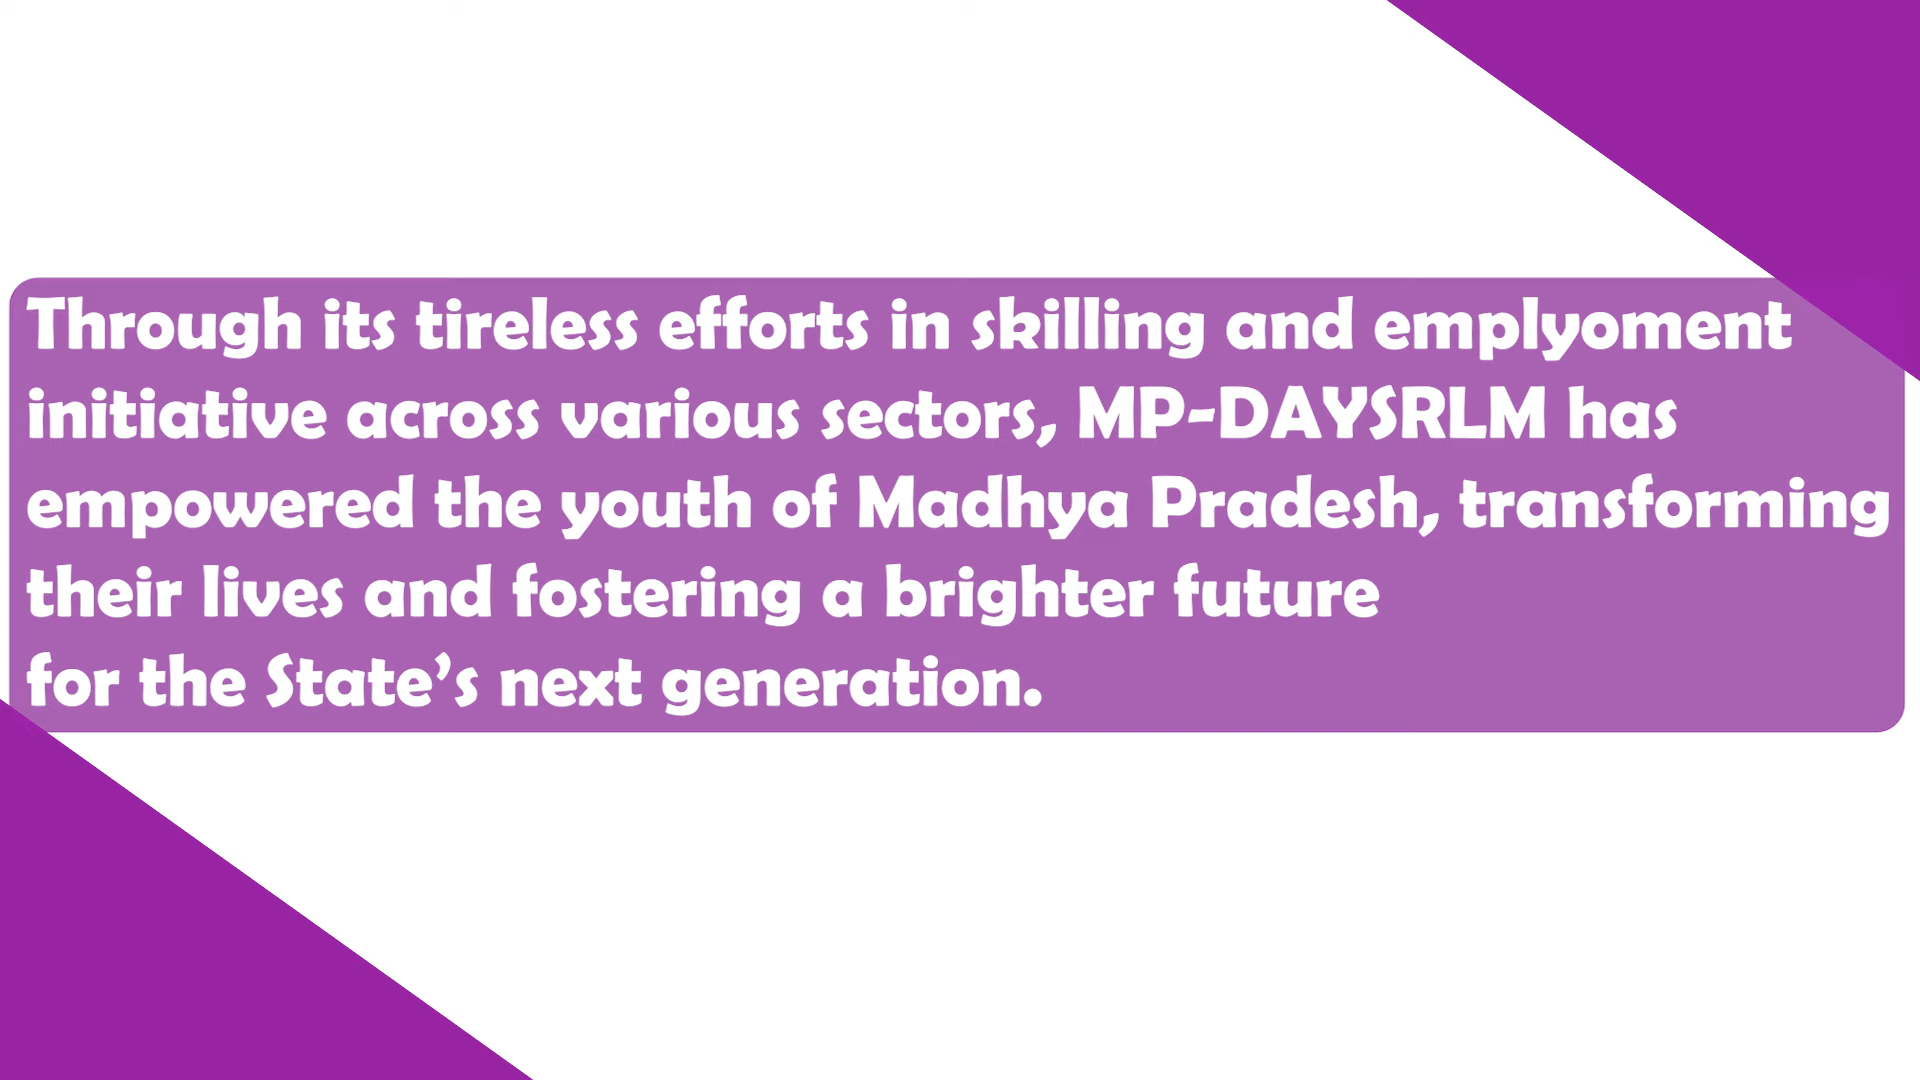 Through its tireless efforts in skilling and emplyoment
initiative across various sectors, MP-DAYSRLM has
empowered the youth of Madhya Pradesh, transforming
their lives and fostering a brighter future
for the State’s next generation.